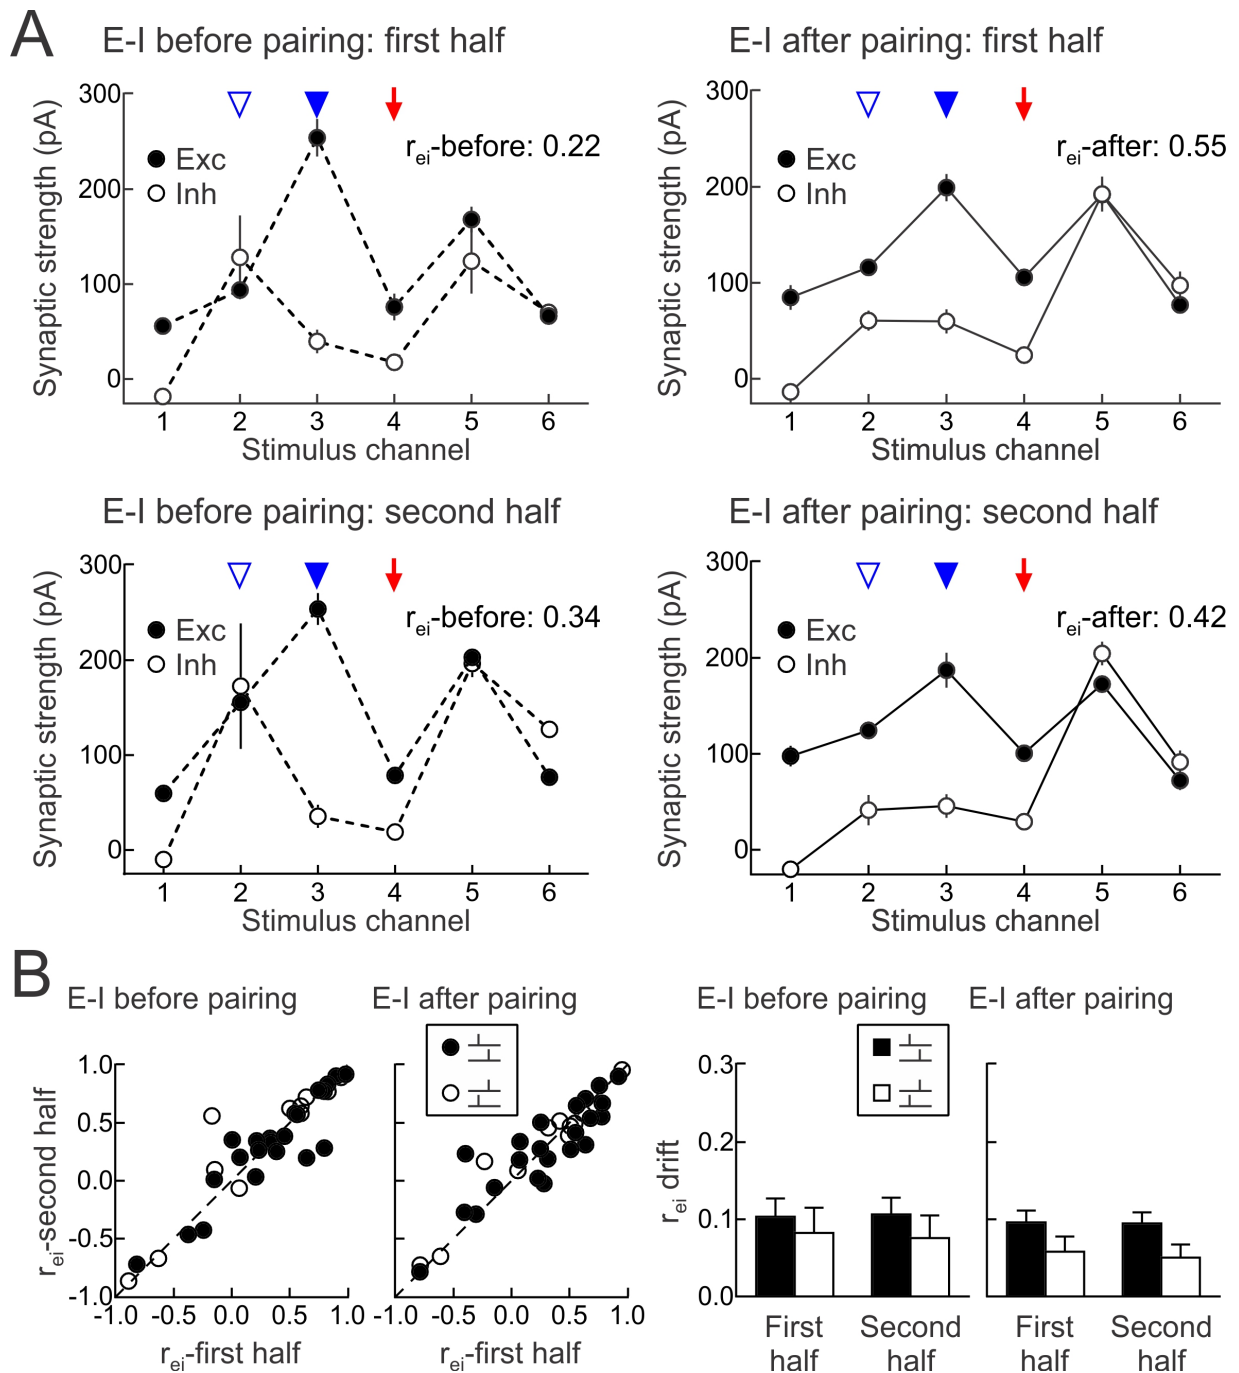 A
E-I before pairing: first half
300
200
100
0
Synaptic strength (pA)
Exc
Inh
rei-before: 0.22
1 2 3 4 5 6
Stimulus channel
E-I after pairing: first half
300
200
100
0
Synaptic strength (pA)
Exc
Inh
rei-after: 0.55
1 2 3 4 5 6
Stimulus channel
E-I before pairing: second half
300
200
100
0
Synaptic strength (pA)
Exc
Inh
rei-before: 0.34
1 2 3 4 5 6
Stimulus channel
E-I after pairing: second half
300
200
100
0
Synaptic strength (pA)
Exc
Inh
rei-after: 0.42
1 2 3 4 5 6
Stimulus channel
B
E-I before pairing
1.0
0.5
0.0
-0.5
-1.0
rei-second half
-1.0 -0.5 0.0 0.5 1.0
rei-first half
E-I after pairing
-1.0 -0.5 0.0 0.5 1.0
rei-first half
E-I before pairing
0.3
0.2
0.1
0.0
rei drift
First half
Second half
E-I after pairing
First half
Second half